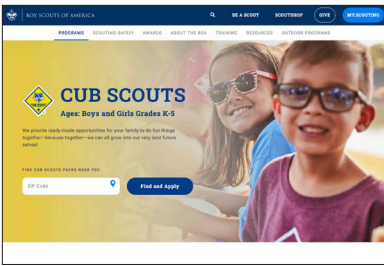 BOY SCOUTS OF AMERICA
BE A SCOUT
SCOUTSHOP
GIVE
MY.SCOUTING
PROGRAMS
SCOUTING SAFELY
AWARDS
ABOUT THE BSA
TRAINING
RESOURCES
OUTDOOR PROGRAMS
CUB SCOUTS
Ages: Boys and Girls Grades K-5
We provide ready-made opportunities for your family to do fun things
together—because together—we can all grow into our very best future
selves!
FIND CUB SCOUTS PACKS NEAR YOU
ZIP Code
Find and Apply